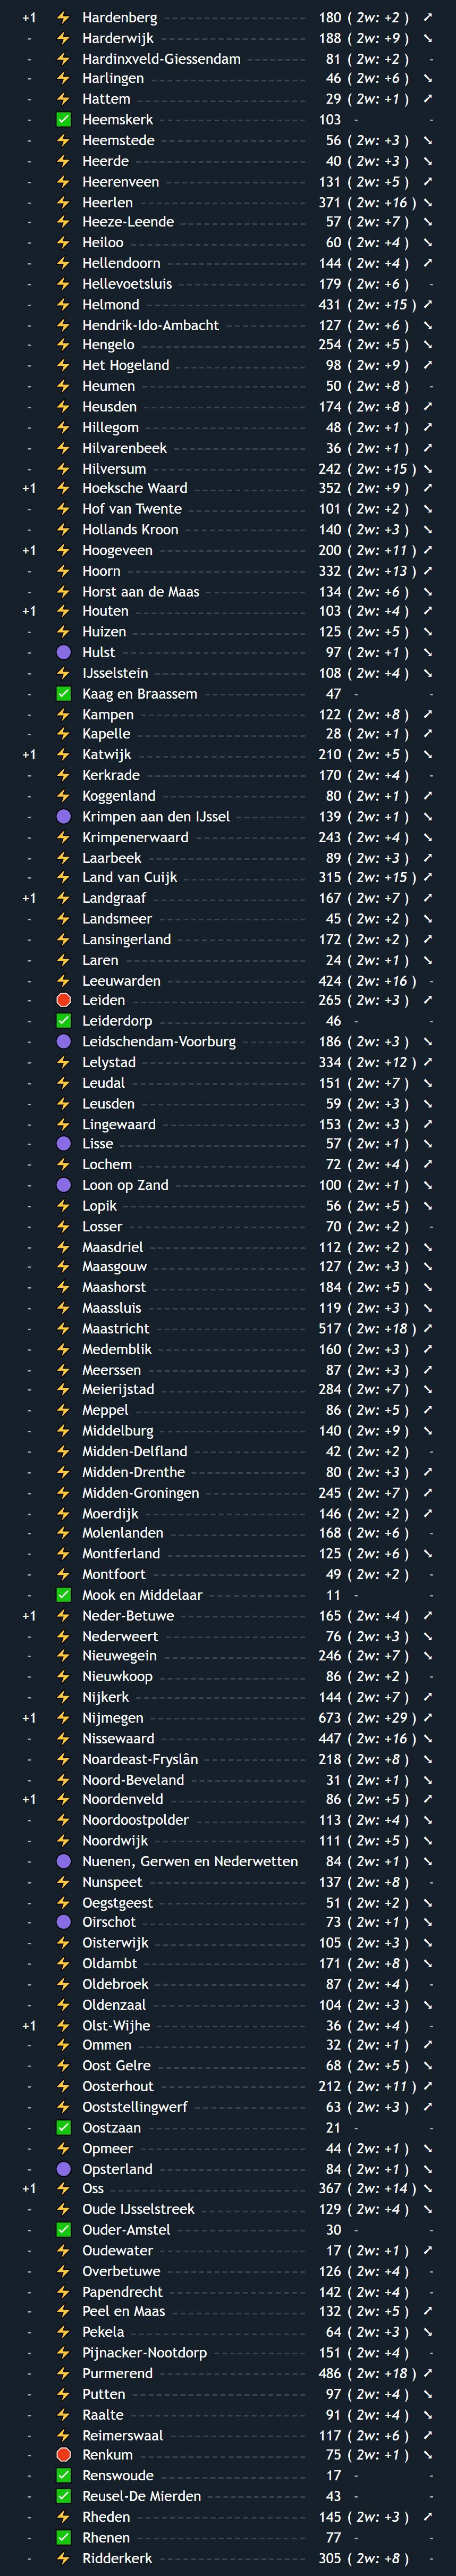 +1 ⚡ Hardenberg 180 ( 2w: +2 ) ↗
- ⚡ Harderwijk 188 ( 2w: +9 ) ↘
- ⚡ Hardinxveld-Giessendam 81 ( 2w: +2 ) -
- ⚡ Harlingen 46 ( 2w: +6 ) ↘
- ⚡ Hattem 29 ( 2w: +1 ) ↗
- ✅ Heemskerk 103 - -
- ⚡ Heemstede 56 ( 2w: +3 ) ↘
- ⚡ Heerde 40 ( 2w: +3 ) ↘
- ⚡ Heerenveen 131 ( 2w: +5 ) ↗
- ⚡ Heerlen 371 ( 2w: +16 ) ↘
- ⚡ Heeze-Leende 57 ( 2w: +7 ) ↘
- ⚡ Heiloo 60 ( 2w: +4 ) ↘
- ⚡ Hellendoorn 144 ( 2w: +4 ) ↗
- ⚡ Hellevoetsluis 179 ( 2w: +6 ) -
- ⚡ Helmond 431 ( 2w: +15 ) ↗
- ⚡ Hendrik-Ido-Ambacht 127 ( 2w: +6 ) ↘
- ⚡ Hengelo 254 ( 2w: +5 ) ↘
- ⚡ Het Hogeland 98 ( 2w: +9 ) ↗
- ⚡ Heumen 50 ( 2w: +8 ) -
- ⚡ Heusden 174 ( 2w: +8 ) ↗
- ⚡ Hillegom 48 ( 2w: +1 ) ↗
- ⚡ Hilvarenbeek 36 ( 2w: +1 ) ↗
- ⚡ Hilversum 242 ( 2w: +15 ) ↘
+1 ⚡ Hoeksche Waard 352 ( 2w: +9 ) ↗
- ⚡ Hof van Twente 101 ( 2w: +2 ) ↘
- ⚡ Hollands Kroon 140 ( 2w: +3 ) ↘
+1 ⚡ Hoogeveen 200 ( 2w: +11 ) ↗
- ⚡ Hoorn 332 ( 2w: +13 ) ↗
- ⚡ Horst aan de Maas 134 ( 2w: +6 ) ↘
+1 ⚡ Houten 103 ( 2w: +4 ) ↗
- ⚡ Huizen 125 ( 2w: +5 ) ↘
- 🟣 Hulst 97 ( 2w: +1 ) ↘
- ⚡ IJsselstein 108 ( 2w: +4 ) ↘
- ✅ Kaag en Braassem 47 - -
- ⚡ Kampen 122 ( 2w: +8 ) ↗
- ⚡ Kapelle 28 ( 2w: +1 ) ↗
+1 ⚡ Katwijk 210 ( 2w: +5 ) ↘
- ⚡ Kerkrade 170 ( 2w: +4 ) -
- ⚡ Koggenland 80 ( 2w: +1 ) ↗
- 🟣 Krimpen aan den IJssel 139 ( 2w: +1 ) ↘
- ⚡ Krimpenerwaard 243 ( 2w: +4 ) ↘
- ⚡ Laarbeek 89 ( 2w: +3 ) ↗
- ⚡ Land van Cuijk 315 ( 2w: +15 ) ↗
+1 ⚡ Landgraaf 167 ( 2w: +7 ) ↗
- ⚡ Landsmeer 45 ( 2w: +2 ) ↘
- ⚡ Lansingerland 172 ( 2w: +2 ) ↗
- ⚡ Laren 24 ( 2w: +1 ) ↘
- ⚡ Leeuwarden 424 ( 2w: +16 ) -
- 🛑 Leiden 265 ( 2w: +3 ) ↗
- ✅ Leiderdorp 46 - -
- 🟣 Leidschendam-Voorburg 186 ( 2w: +3 ) ↘
- ⚡ Lelystad 334 ( 2w: +12 ) ↗
- ⚡ Leudal 151 ( 2w: +7 ) ↘
- ⚡ Leusden 59 ( 2w: +3 ) ↘
- ⚡ Lingewaard 153 ( 2w: +3 ) ↗
- 🟣 Lisse 57 ( 2w: +1 ) ↘
- ⚡ Lochem 72 ( 2w: +4 ) ↗
- 🟣 Loon op Zand 100 ( 2w: +1 ) ↘
- ⚡ Lopik 56 ( 2w: +5 ) ↘
- ⚡ Losser 70 ( 2w: +2 ) -
- ⚡ Maasdriel 112 ( 2w: +2 ) ↘
- ⚡ Maasgouw 127 ( 2w: +3 ) ↘
- ⚡ Maashorst 184 ( 2w: +5 ) ↘
- ⚡ Maassluis 119 ( 2w: +3 ) ↘
- ⚡ Maastricht 517 ( 2w: +18 ) ↗
- ⚡ Medemblik 160 ( 2w: +3 ) ↗
- ⚡ Meerssen 87 ( 2w: +3 ) ↗
- ⚡ Meierijstad 284 ( 2w: +7 ) ↘
- ⚡ Meppel 86 ( 2w: +5 ) ↗
- ⚡ Middelburg 140 ( 2w: +9 ) ↘
- ⚡ Midden-Delfland 42 ( 2w: +2 ) -
- ⚡ Midden-Drenthe 80 ( 2w: +3 ) ↗
- ⚡ Midden-Groningen 245 ( 2w: +7 ) ↗
- ⚡ Moerdijk 146 ( 2w: +2 ) ↗
- ⚡ Molenlanden 168 ( 2w: +6 ) -
- ⚡ Montferland 125 ( 2w: +6 ) ↘
- ⚡ Montfoort 49 ( 2w: +2 ) -
- ✅ Mook en Middelaar 11 - -
+1 ⚡ Neder-Betuwe 165 ( 2w: +4 ) ↗
- ⚡ Nederweert 76 ( 2w: +3 ) ↘
- ⚡ Nieuwegein 246 ( 2w: +7 ) ↘
- ⚡ Nieuwkoop 86 ( 2w: +2 ) -
- ⚡ Nijkerk 144 ( 2w: +7 ) ↗
+1 ⚡ Nijmegen 673 ( 2w: +29 ) ↗
- ⚡ Nissewaard 447 ( 2w: +16 ) ↘
- ⚡ Noardeast-Fryslân 218 ( 2w: +8 ) ↘
- ⚡ Noord-Beveland 31 ( 2w: +1 ) ↘
+1 ⚡ Noordenveld 86 ( 2w: +5 ) ↗
- ⚡ Noordoostpolder 113 ( 2w: +4 ) ↘
- ⚡ Noordwijk 111 ( 2w: +5 ) ↘
- 🟣 Nuenen, Gerwen en Nederwetten 84 ( 2w: +1 ) ↘
- ⚡ Nunspeet 137 ( 2w: +8 ) -
- ⚡ Oegstgeest 51 ( 2w: +2 ) ↘
- 🟣 Oirschot 73 ( 2w: +1 ) ↘
- ⚡ Oisterwijk 105 ( 2w: +3 ) ↘
- ⚡ Oldambt 171 ( 2w: +8 ) ↘
- ⚡ Oldebroek 87 ( 2w: +4 ) -
- ⚡ Oldenzaal 104 ( 2w: +3 ) ↘
+1 ⚡ Olst-Wijhe 36 ( 2w: +4 ) -
- ⚡ Ommen 32 ( 2w: +1 ) ↗
- ⚡ Oost Gelre 68 ( 2w: +5 ) ↘
- ⚡ Oosterhout 212 ( 2w: +11 ) ↗
- ⚡ Ooststellingwerf 63 ( 2w: +3 ) ↗
- ✅ Oostzaan 21 - -
- ⚡ Opmeer 44 ( 2w: +1 ) ↘
- 🟣 Opsterland 84 ( 2w: +1 ) ↘
+1 ⚡ Oss 367 ( 2w: +14 ) ↘
- ⚡ Oude IJsselstreek 129 ( 2w: +4 ) ↘
- ✅ Ouder-Amstel 30 - -
- ⚡ Oudewater 17 ( 2w: +1 ) ↗
- ⚡ Overbetuwe 126 ( 2w: +4 ) -
- ⚡ Papendrecht 142 ( 2w: +4 ) -
- ⚡ Peel en Maas 132 ( 2w: +5 ) ↗
- ⚡ Pekela 64 ( 2w: +3 ) ↘
- ⚡ Pijnacker-Nootdorp 151 ( 2w: +4 ) -
- ⚡ Purmerend 486 ( 2w: +18 ) ↗
- ⚡ Putten 97 ( 2w: +4 ) ↘
- ⚡ Raalte 91 ( 2w: +4 ) ↘
- ⚡ Reimerswaal 117 ( 2w: +6 ) ↗
- 🛑 Renkum 75 ( 2w: +1 ) ↘
- ✅ Renswoude 17 - -
- ✅ Reusel-De Mierden 43 - -
- ⚡ Rheden 145 ( 2w: +3 ) ↗
- ✅ Rhenen 77 - -
- ⚡ Ridderkerk 305 ( 2w: +8 ) -